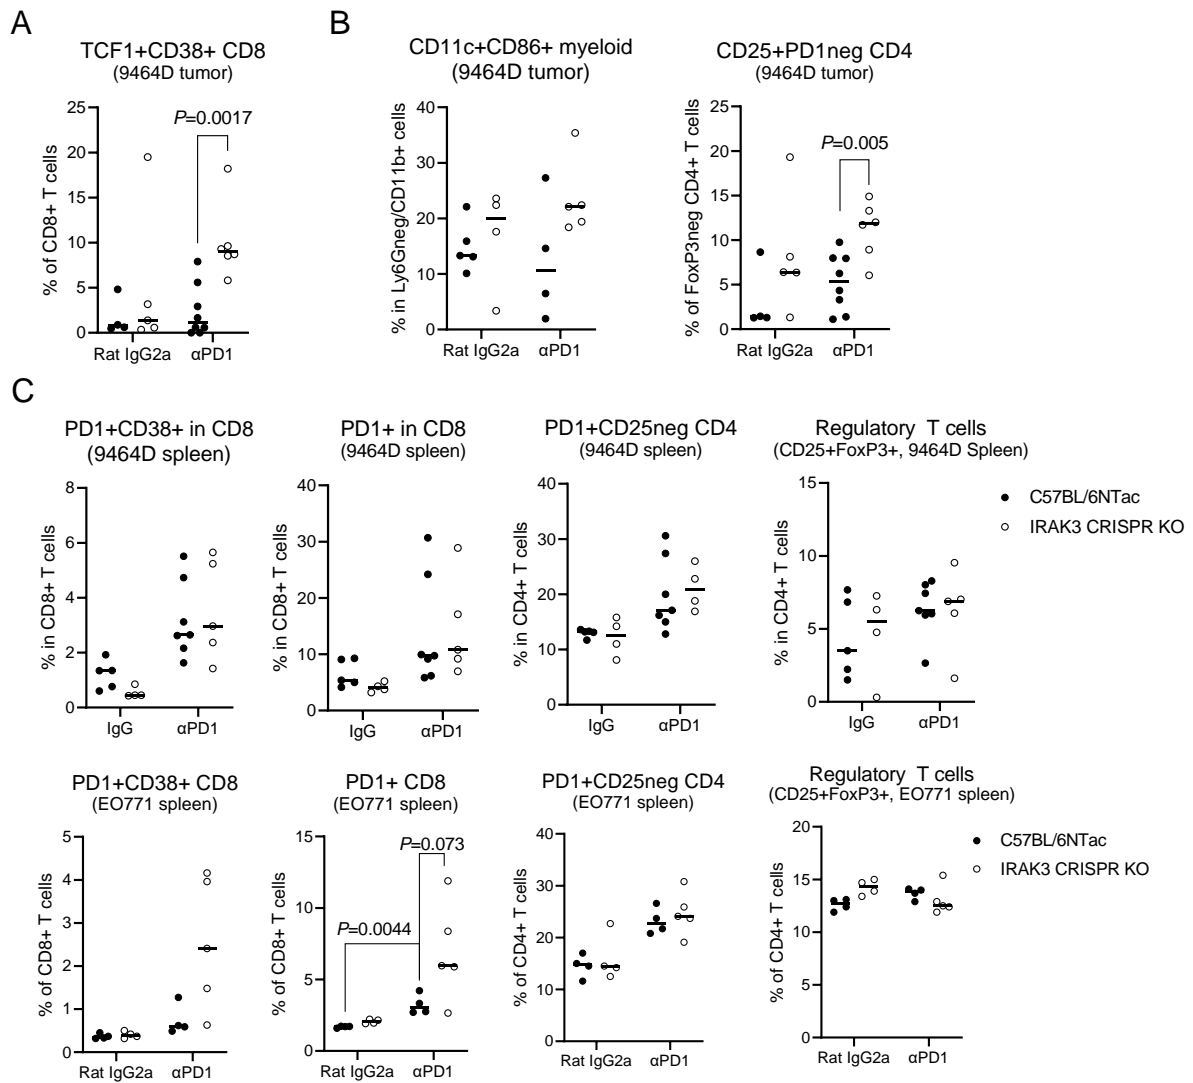 A
TCF1+CD38+ CD8
(9464D tumor)
% of CD8+ T cells
25
20
15
10
5
0
P=0.0017
Rat IgG2a
αPD1
B
CD11c+CD86+ myeloid
(9464D tumor)
% in Ly6Gneg/CD11b+ cells
40
30
20
10
0
Rat IgG2a
αPD1
CD25+PD1neg CD4
(9464D tumor)
% of FoxP3neg CD4+ T cells
25
20
15
10
5
0
P=0.005
Rat IgG2a
αPD1
C
PD1+CD38+ in CD8
(9464D spleen)
% in CD8+ T cells
8
6
4
2
0
IgG
αPD1
PD1+ in CD8
(9464D spleen)
% in CD8+ T cells
40
30
20
10
0
IgG
αPD1
PD1+CD25neg CD4
(9464D spleen)
% in CD4+ T cells
40
30
20
10
0
IgG
αPD1
Regulatory T cells
(CD25+FoxP3+, 9464D Spleen)
% in CD4+ T cells
15
10
5
0
IgG
αPD1
C57BL/6NTac
IRAK3 CRISPR KO
PD1+CD38+ CD8
(EO771 spleen)
% of CD8+ T cells
5
4
3
2
1
0
Rat IgG2a
αPD1
PD1+ CD8
(EO771 spleen)
% of CD8+ T cells
15
10
5
0
P=0.073
P=0.0044
Rat IgG2a
αPD1
PD1+CD25neg CD4
(EO771 spleen)
% of CD4+ T cells
40
30
20
10
0
Rat IgG2a
αPD1
Regulatory T cells
(CD25+FoxP3+, EO771 spleen)
% of CD4+ T cells
20
15
10
5
0
Rat IgG2a
αPD1
C57BL/6NTac
IRAK3 CRISPR KO